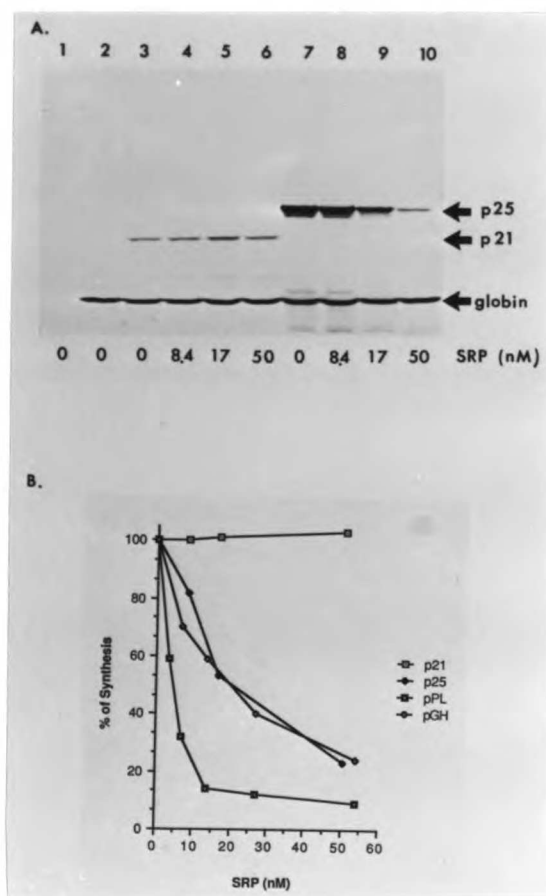 A.
1 2 3 4 5 6 7 8 9 10
p25
p21
globin
0 0 0 8.4 17 50 0 8.4 17 50 SRP (nM)
B.
100
80
60
40
20
0
% of Synthesis
p21
p25
pPL
pGH
0 10 20 30 40 50 60
SRP (nM)